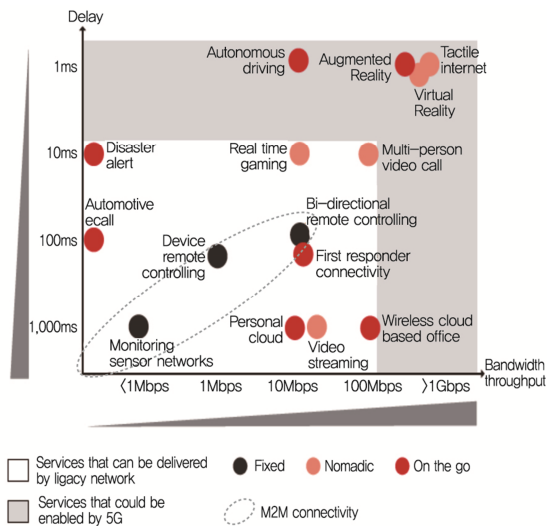 Delay
1ms
Autonomous
driving
Augmented
Reality
Tactile
internet
Virtual
Reality
10ms
Disaster
alert
Real time
gaming
Multi-person
video call
Automotive
ecall
Bi-directional
remote controlling
100ms
Device
remote
controlling
First responder
connectivity
1,000ms
Monitoring
sensor networks
Personal
cloud
Video
streaming
Wireless cloud
based office
Bandwidth
throughput
<1Mbps
1Mbps
10Mbps
100Mbps
>1Gbps
Services that can be delivered
by ligacy network
Fixed
Nomadic
On the go
Services that could be
enabled by 5G
M2M connectivity